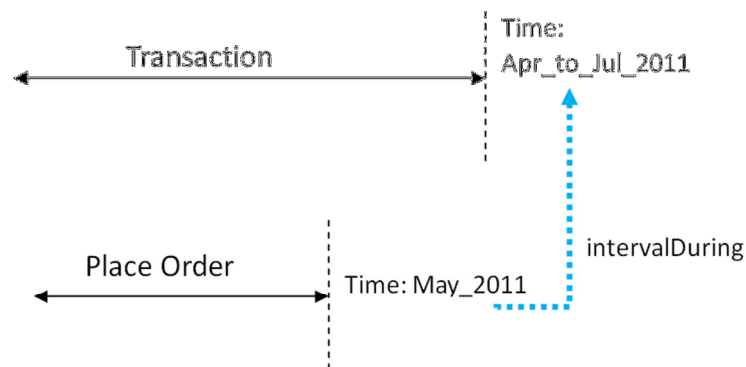 Transaction
Time:
Apr_to_Jul_2011
Place Order
Time: May_2011
intervalDuring